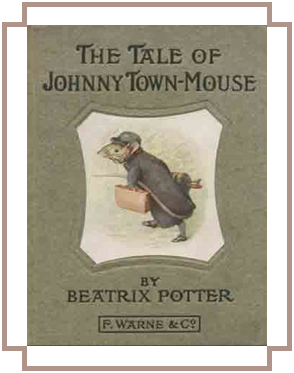 THE TALE OF
JOHNNY TOWN-MOUSE
BY
BEATRIX POTTER
F. WARNE & Co